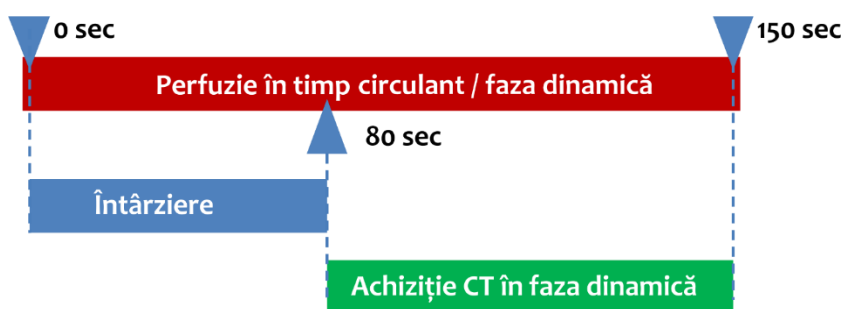 0 sec
150 sec
Perfuzie în timp circulant / faza dinamică
80 sec
Întârziere
Achiziție CT în faza dinamică